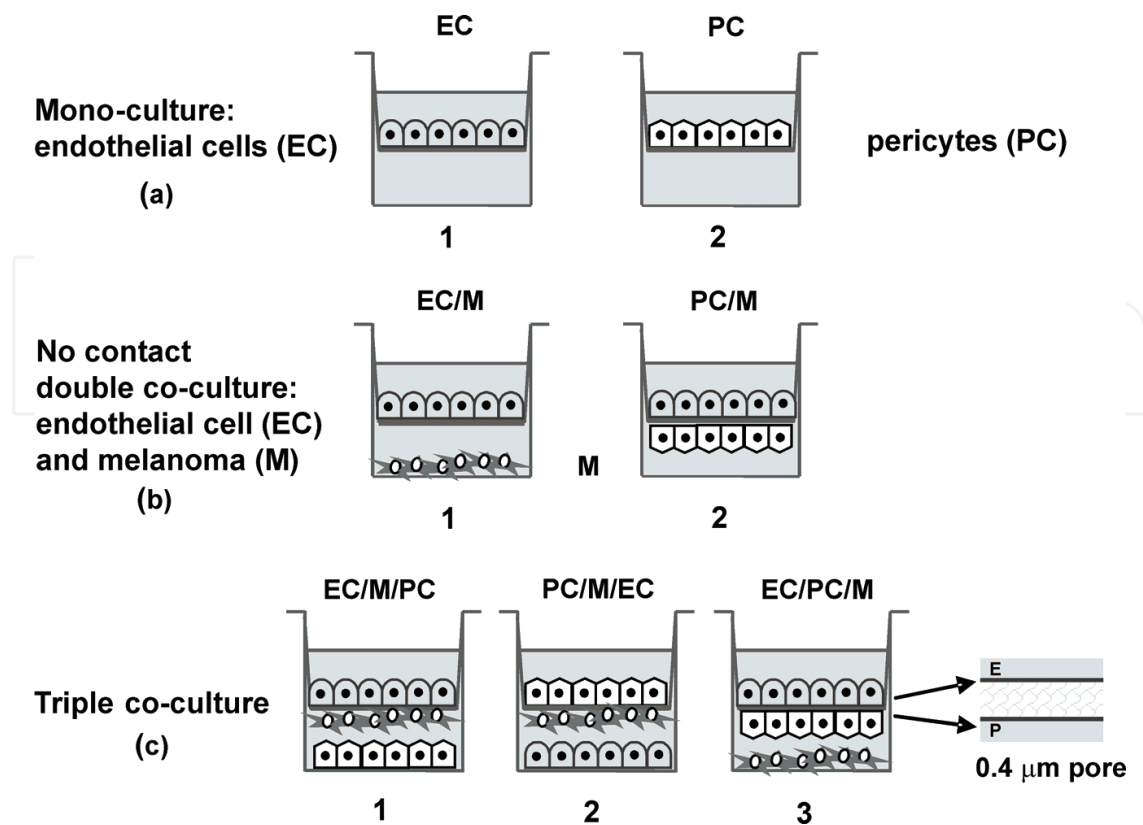 EC PC
Mono-culture:
endothelial cells (EC)
pericytes (PC)
(a)
1 2
EC/M PC/M
No contact
double co-culture:
endothelial cell (EC)
and melanoma (M)
M
(b)
1 2
EC/M/PC PC/M/EC EC/PC/M
Triple co-culture
(c)
E
P
0.4 µm pore
1 2 3